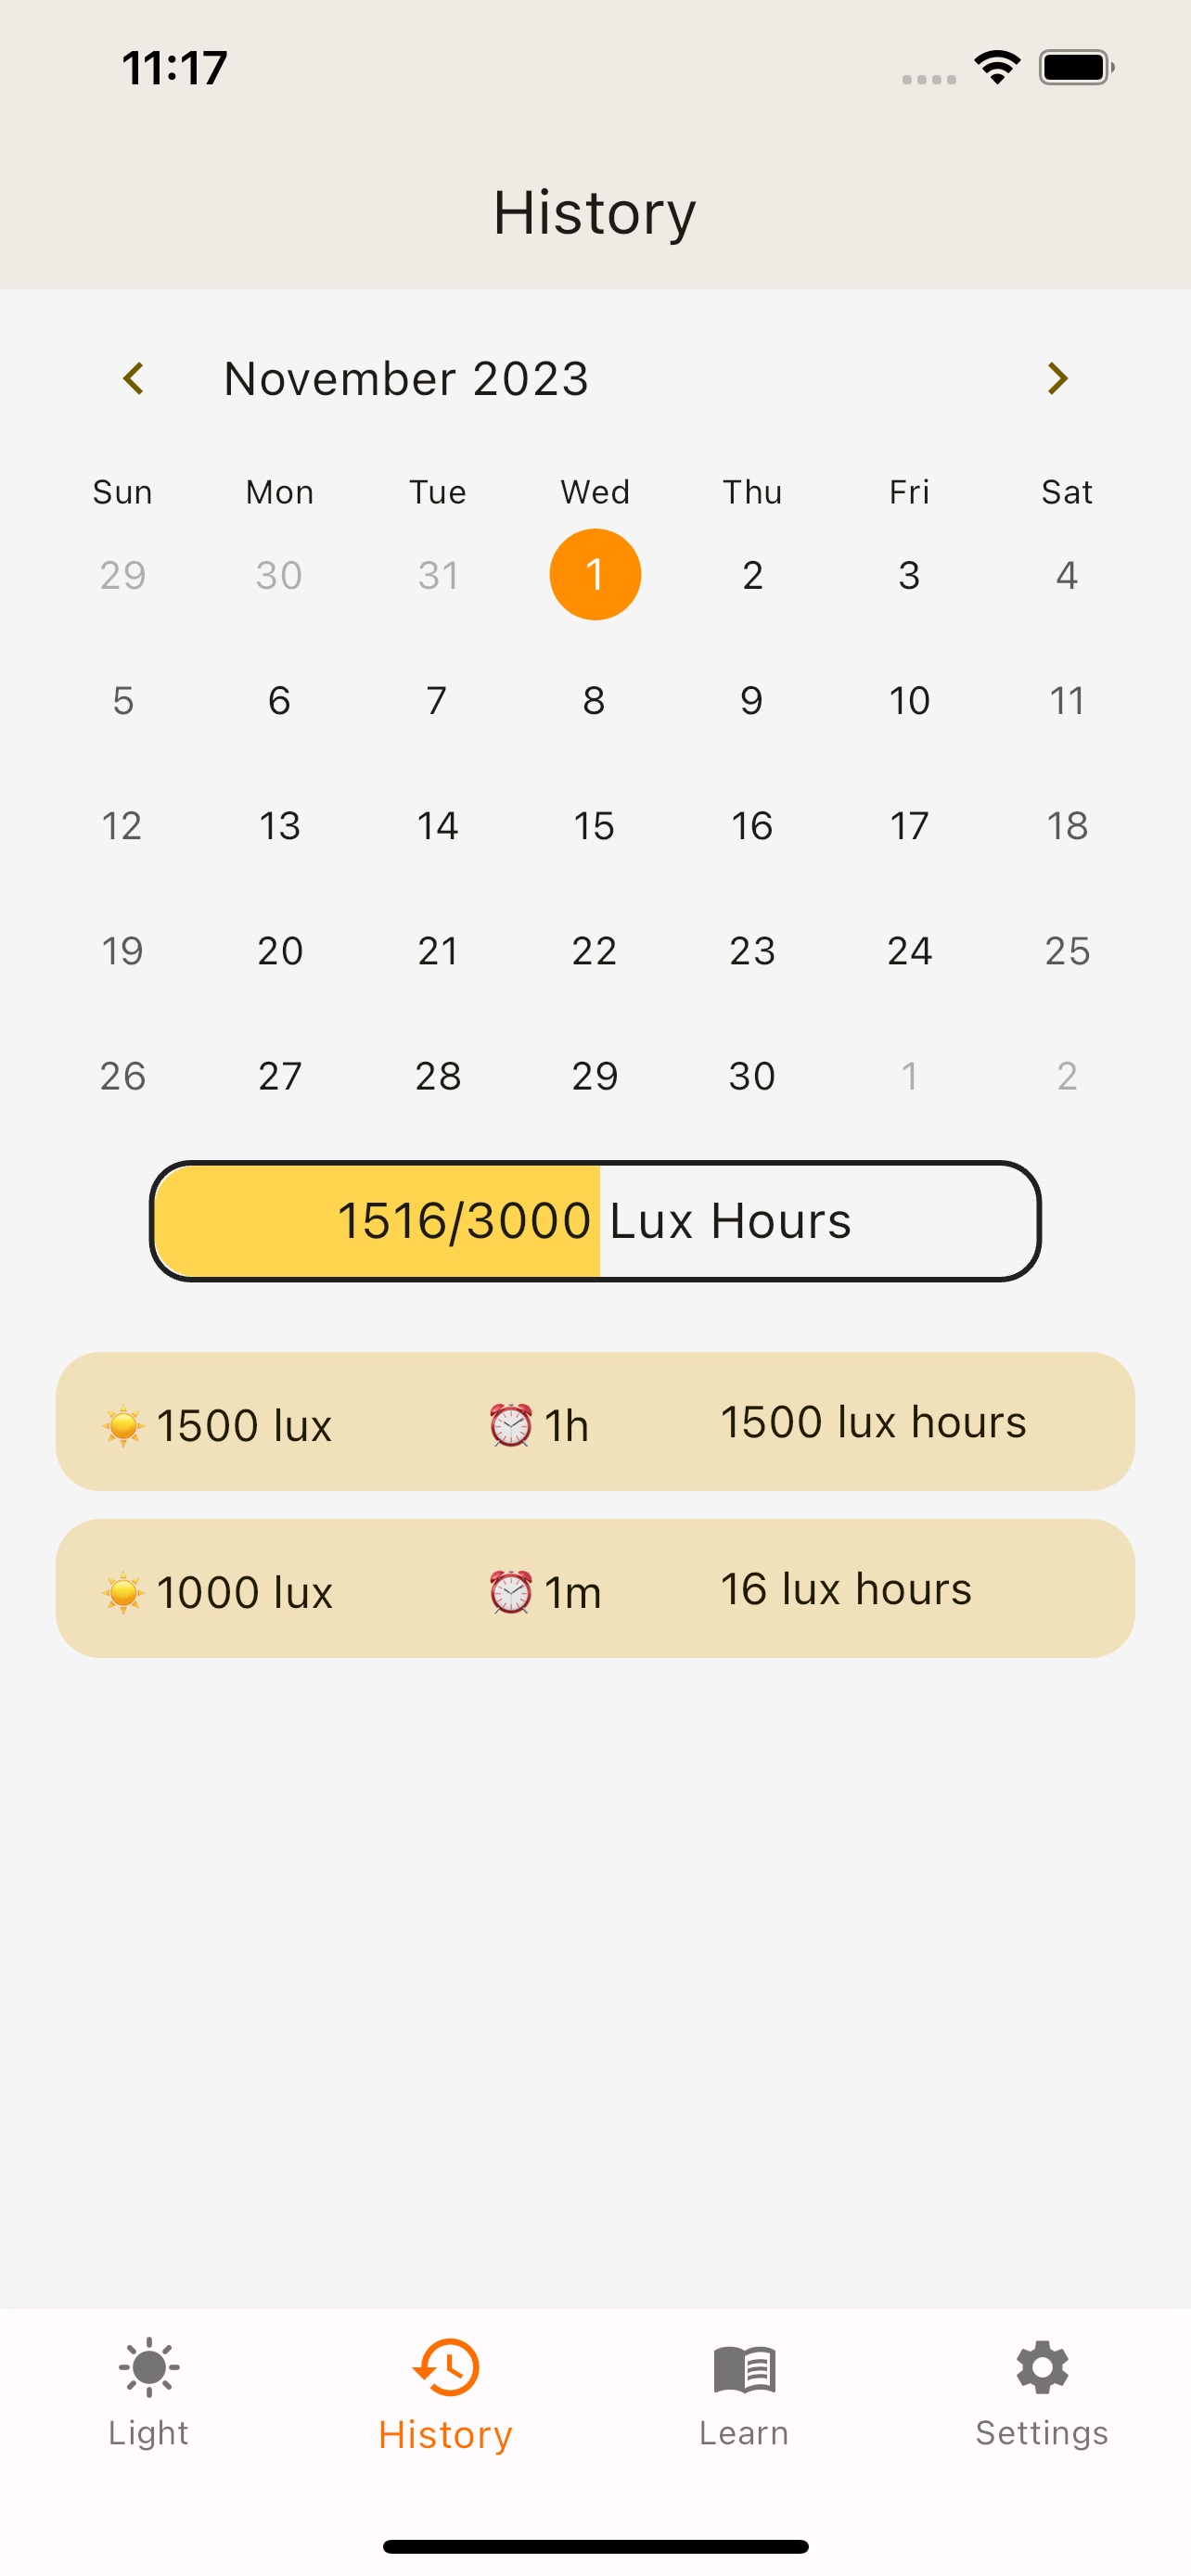 11:17
History
November 2023
Sun Mon Tue Wed Thu Fri Sat
29 30 31 1 2 3 4
5 6 7 8 9 10 11
12 13 14 15 16 17 18
19 20 21 22 23 24 25
26 27 28 29 30 1 2
1516/3000 Lux Hours
1500 lux 1h 1500 lux hours
1000 lux 1m 16 lux hours
Light History Learn Settings